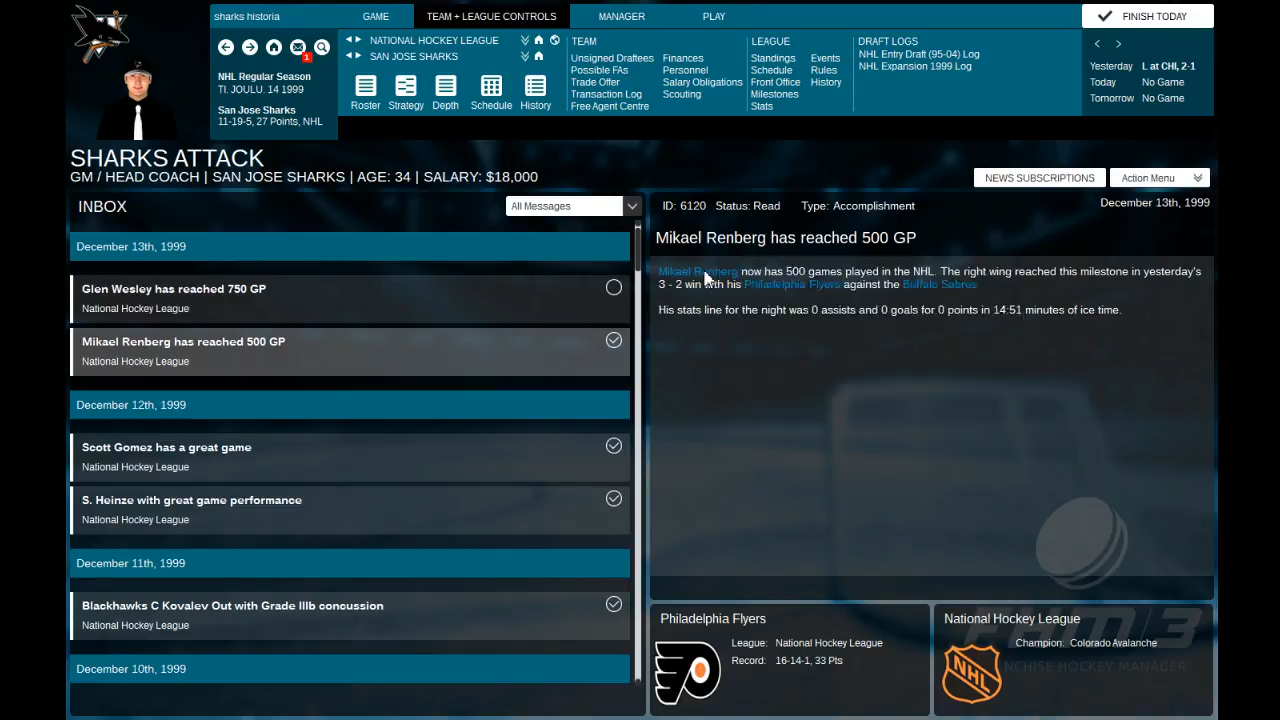 sharks historia
GAME
TEAM + LEAGUE CONTROLS
MANAGER
PLAY
FINISH TODAY
1
NHL Regular Season
TI. JOULU. 14 1999
San Jose Sharks
11-19-5, 27 Points, NHL
NATIONAL HOCKEY LEAGUE
SAN JOSE SHARKS
Roster
Strategy
Depth
Schedule
History
TEAM
Unsigned Draftees
Possible FAs
Trade Offer
Transaction Log
Free Agent Centre
Finances
Personnel
Salary Obligations
Scouting
LEAGUE
Standings
Schedule
Front Office
Milestones
Stats
Events
Rules
History
DRAFT LOGS
NHL Entry Draft (95-04) Log
NHL Expansion 1999 Log
Yesterday L at CHI, 2-1
Today No Game
Tomorrow No Game
SHARKS ATTACK
GM / HEAD COACH | SAN JOSE SHARKS | AGE: 34 | SALARY: $18,000
NEWS SUBSCRIPTIONS
Action Menu
INBOX
All Messages
December 13th, 1999
Glen Wesley has reached 750 GP
National Hockey League
Mikael Renberg has reached 500 GP
National Hockey League
December 12th, 1999
Scott Gomez has a great game
National Hockey League
S. Heinze with great game performance
National Hockey League
December 11th, 1999
Blackhawks C Kovalev Out with Grade IIIb concussion
National Hockey League
December 10th, 1999
ID: 6120 Status: Read Type: Accomplishment
December 13th, 1999
Mikael Renberg has reached 500 GP
Mikael Renberg now has 500 games played in the NHL. The right wing reached this milestone in yesterday's
3 - 2 win with his Philadelphia Flyers against the Buffalo Sabres
His stats line for the night was 0 assists and 0 goals for 0 points in 14:51 minutes of ice time.
Philadelphia Flyers
League: National Hockey League
Record: 16-14-1, 33 Pts
National Hockey League
Champion: Colorado Avalanche
NHL
FHM 3
NCHISE HOCKEY MANAGER